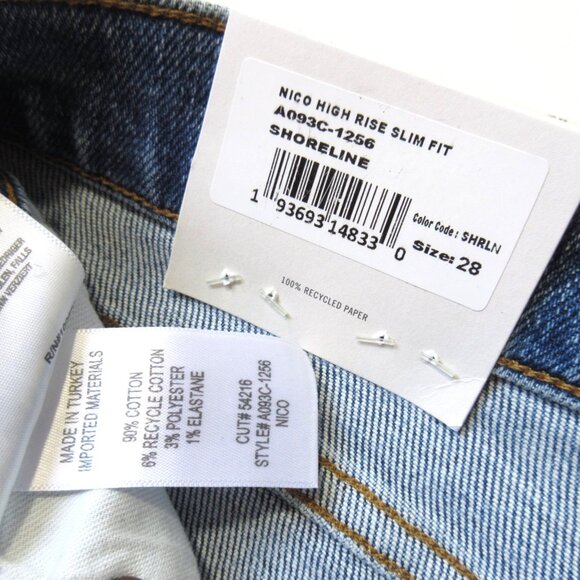 NICO HIGH RISE SLIM FIT
A093C-1256
SHORELINE
1 93693 14833 0
Color Code : SHRLN
Size: 28
100% RECYCLED PAPER
MADE IN TURKEY
IMPORTED MATERIALS
90% COTTON
6% RECYCLE COTTON
3% POLYESTER
1% ELASTANE
CUT# 54216
STYLE# A093C-1256
NICO